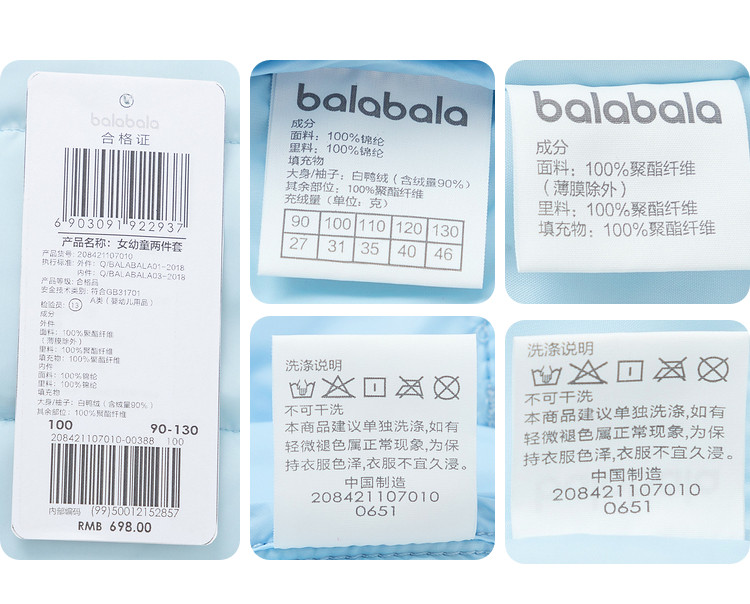 balabala
合格证
6 903091 922937
产品名称：女幼童两件套
产品货号：208421107010
执行标准：外件：Q/BALABALA01-2018
内件：Q/BALABALA03-2018
产品等级：合格品
安全技术类别：符合GB31701
A类（婴幼儿用品）
检验员：13
成分
外件
面料：100%聚酯纤维
（薄膜除外）
里料：100%聚酯纤维
填充物：100%聚酯纤维
内件
面料：100%锦纶
里料：100%锦纶
填充物
大身/袖子：白鸭绒（含绒量90%）
其余部位：100%聚酯纤维
100 90-130
208421107010-00388 100
内部编码 (99)50012152857
RMB 698.00
balabala
成分
面料：100%锦纶
里料：100%锦纶
填充物
大身/袖子：白鸭绒（含绒量90%）
其余部位：100%聚酯纤维
充绒量（单位：克）
90 100 110 120 130
27 31 35 40 46
balabala
成分
面料：100%聚酯纤维
（薄膜除外）
里料：100%聚酯纤维
填充物：100%聚酯纤维
洗涤说明
不可干洗
本商品建议单独洗涤,如有
轻微褪色属正常现象,为保
持衣服色泽,衣服不宜久浸。
中国制造
208421107010
0651
洗涤说明
不可干洗
本商品建议单独洗涤,如有
轻微褪色属正常现象,为保
持衣服色泽,衣服不宜久浸。
中国制造
208421107010
0651